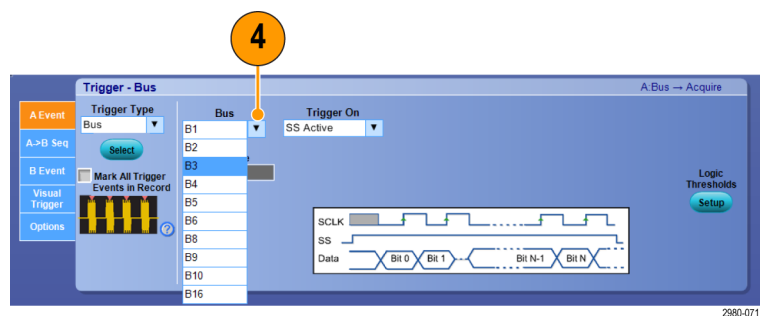 4
Trigger - Bus
A:Bus → Acquire
A Event
A->B Seq
B Event
Visual
Trigger
Options
Trigger Type
Bus
Select
Mark All Trigger
Events in Record
?
Bus
B1
B2
B3
B4
B5
B6
B8
B9
B10
B16
Trigger On
SS Active
SCLK
SS
Data
Bit 0
Bit 1
Bit N-1
Bit N
Logic
Thresholds
Setup
2980-071